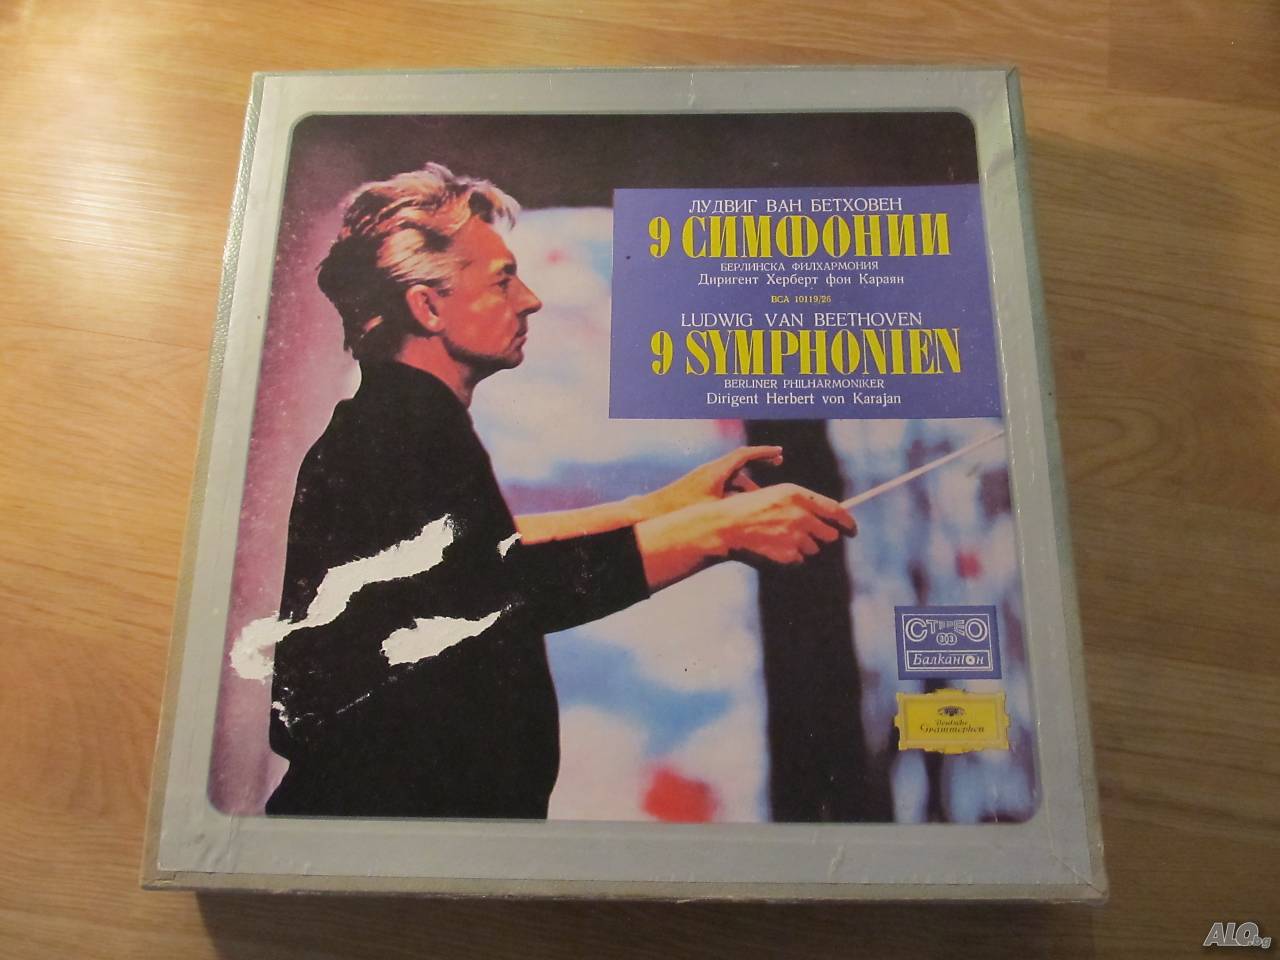 ЛУДВИГ ВАН БЕТХОВЕН
9 СИМФОНИИ
БЕРЛИНСКА ФИЛХАРМОНИЯ
Диригент Херберт фон Караян
ВСА 10119/26
LUDWIG VAN BEETHOVEN
9 SYMPHONIEN
BERLINER PHILHARMONIKER
Dirigent Herbert von Karajan
СТЕРЕО
33
Балкантон
Deutsche
Grammophon
ALO.bg